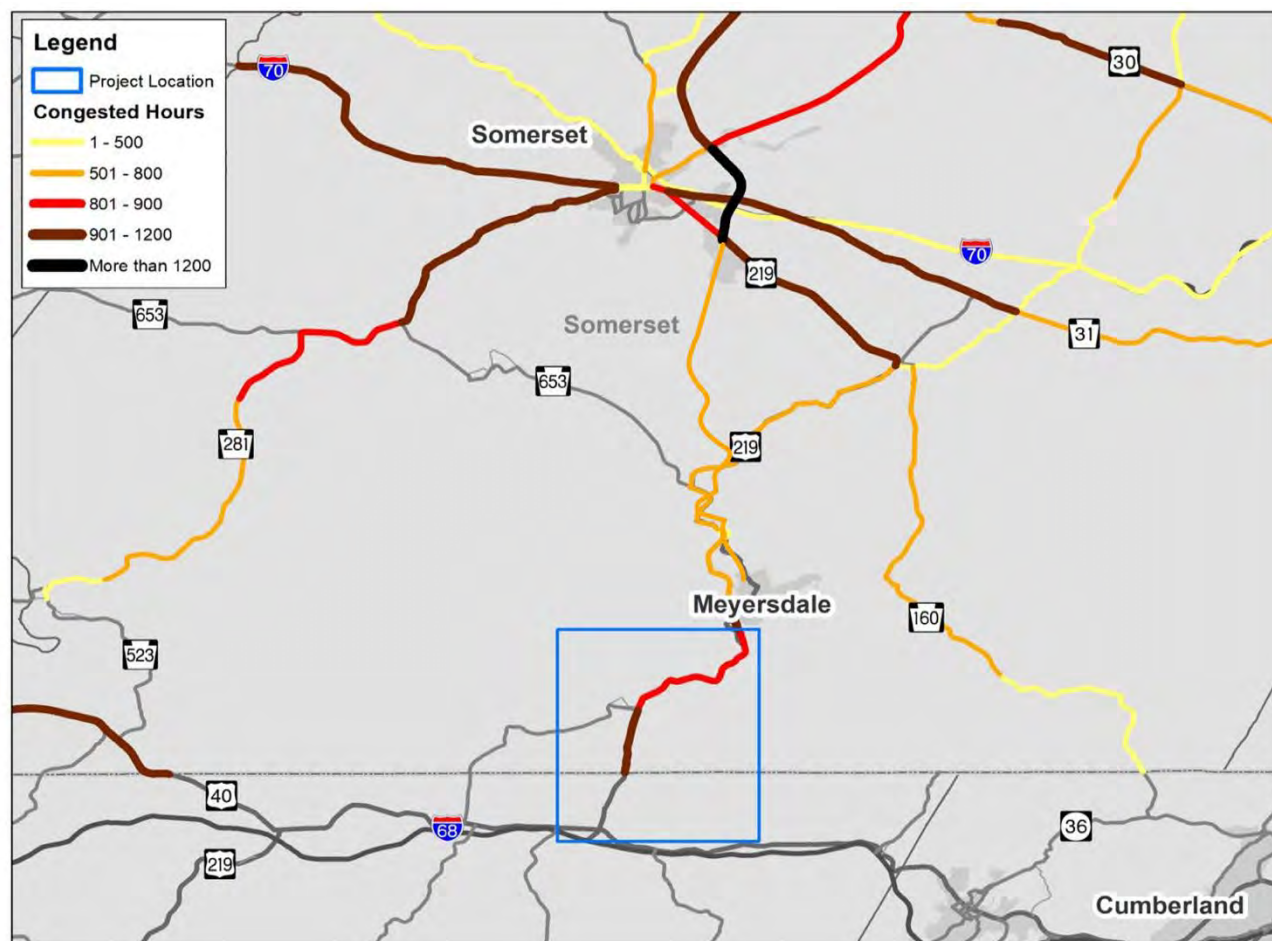 Legend
Project Location
Congested Hours
1 - 500
501 - 800
801 - 900
901 - 1200
More than 1200
70
30
Somerset
70
219
653
Somerset
31
653
281
219
Meyersdale
160
523
40
68
36
219
Cumberland